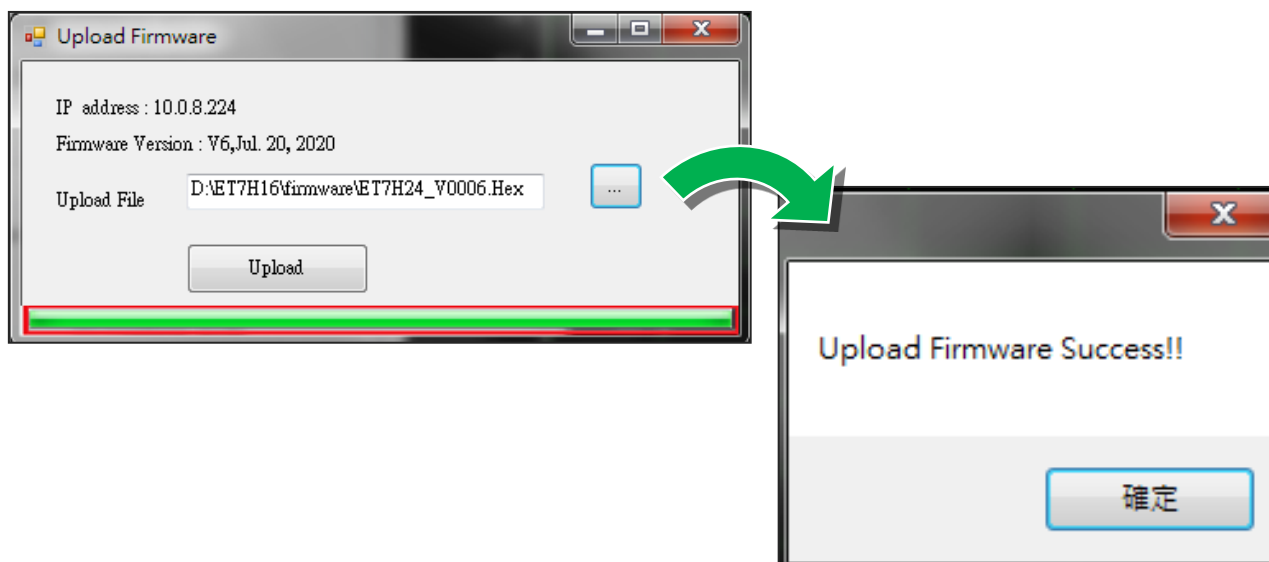 Upload Firmware
IP address : 10.0.8.224
Firmware Version : V6,Jul. 20, 2020
Upload File
D:\ET7H16\firmware\ET7H24_V0006.Hex
...
Upload
Upload Firmware Success!!
確定